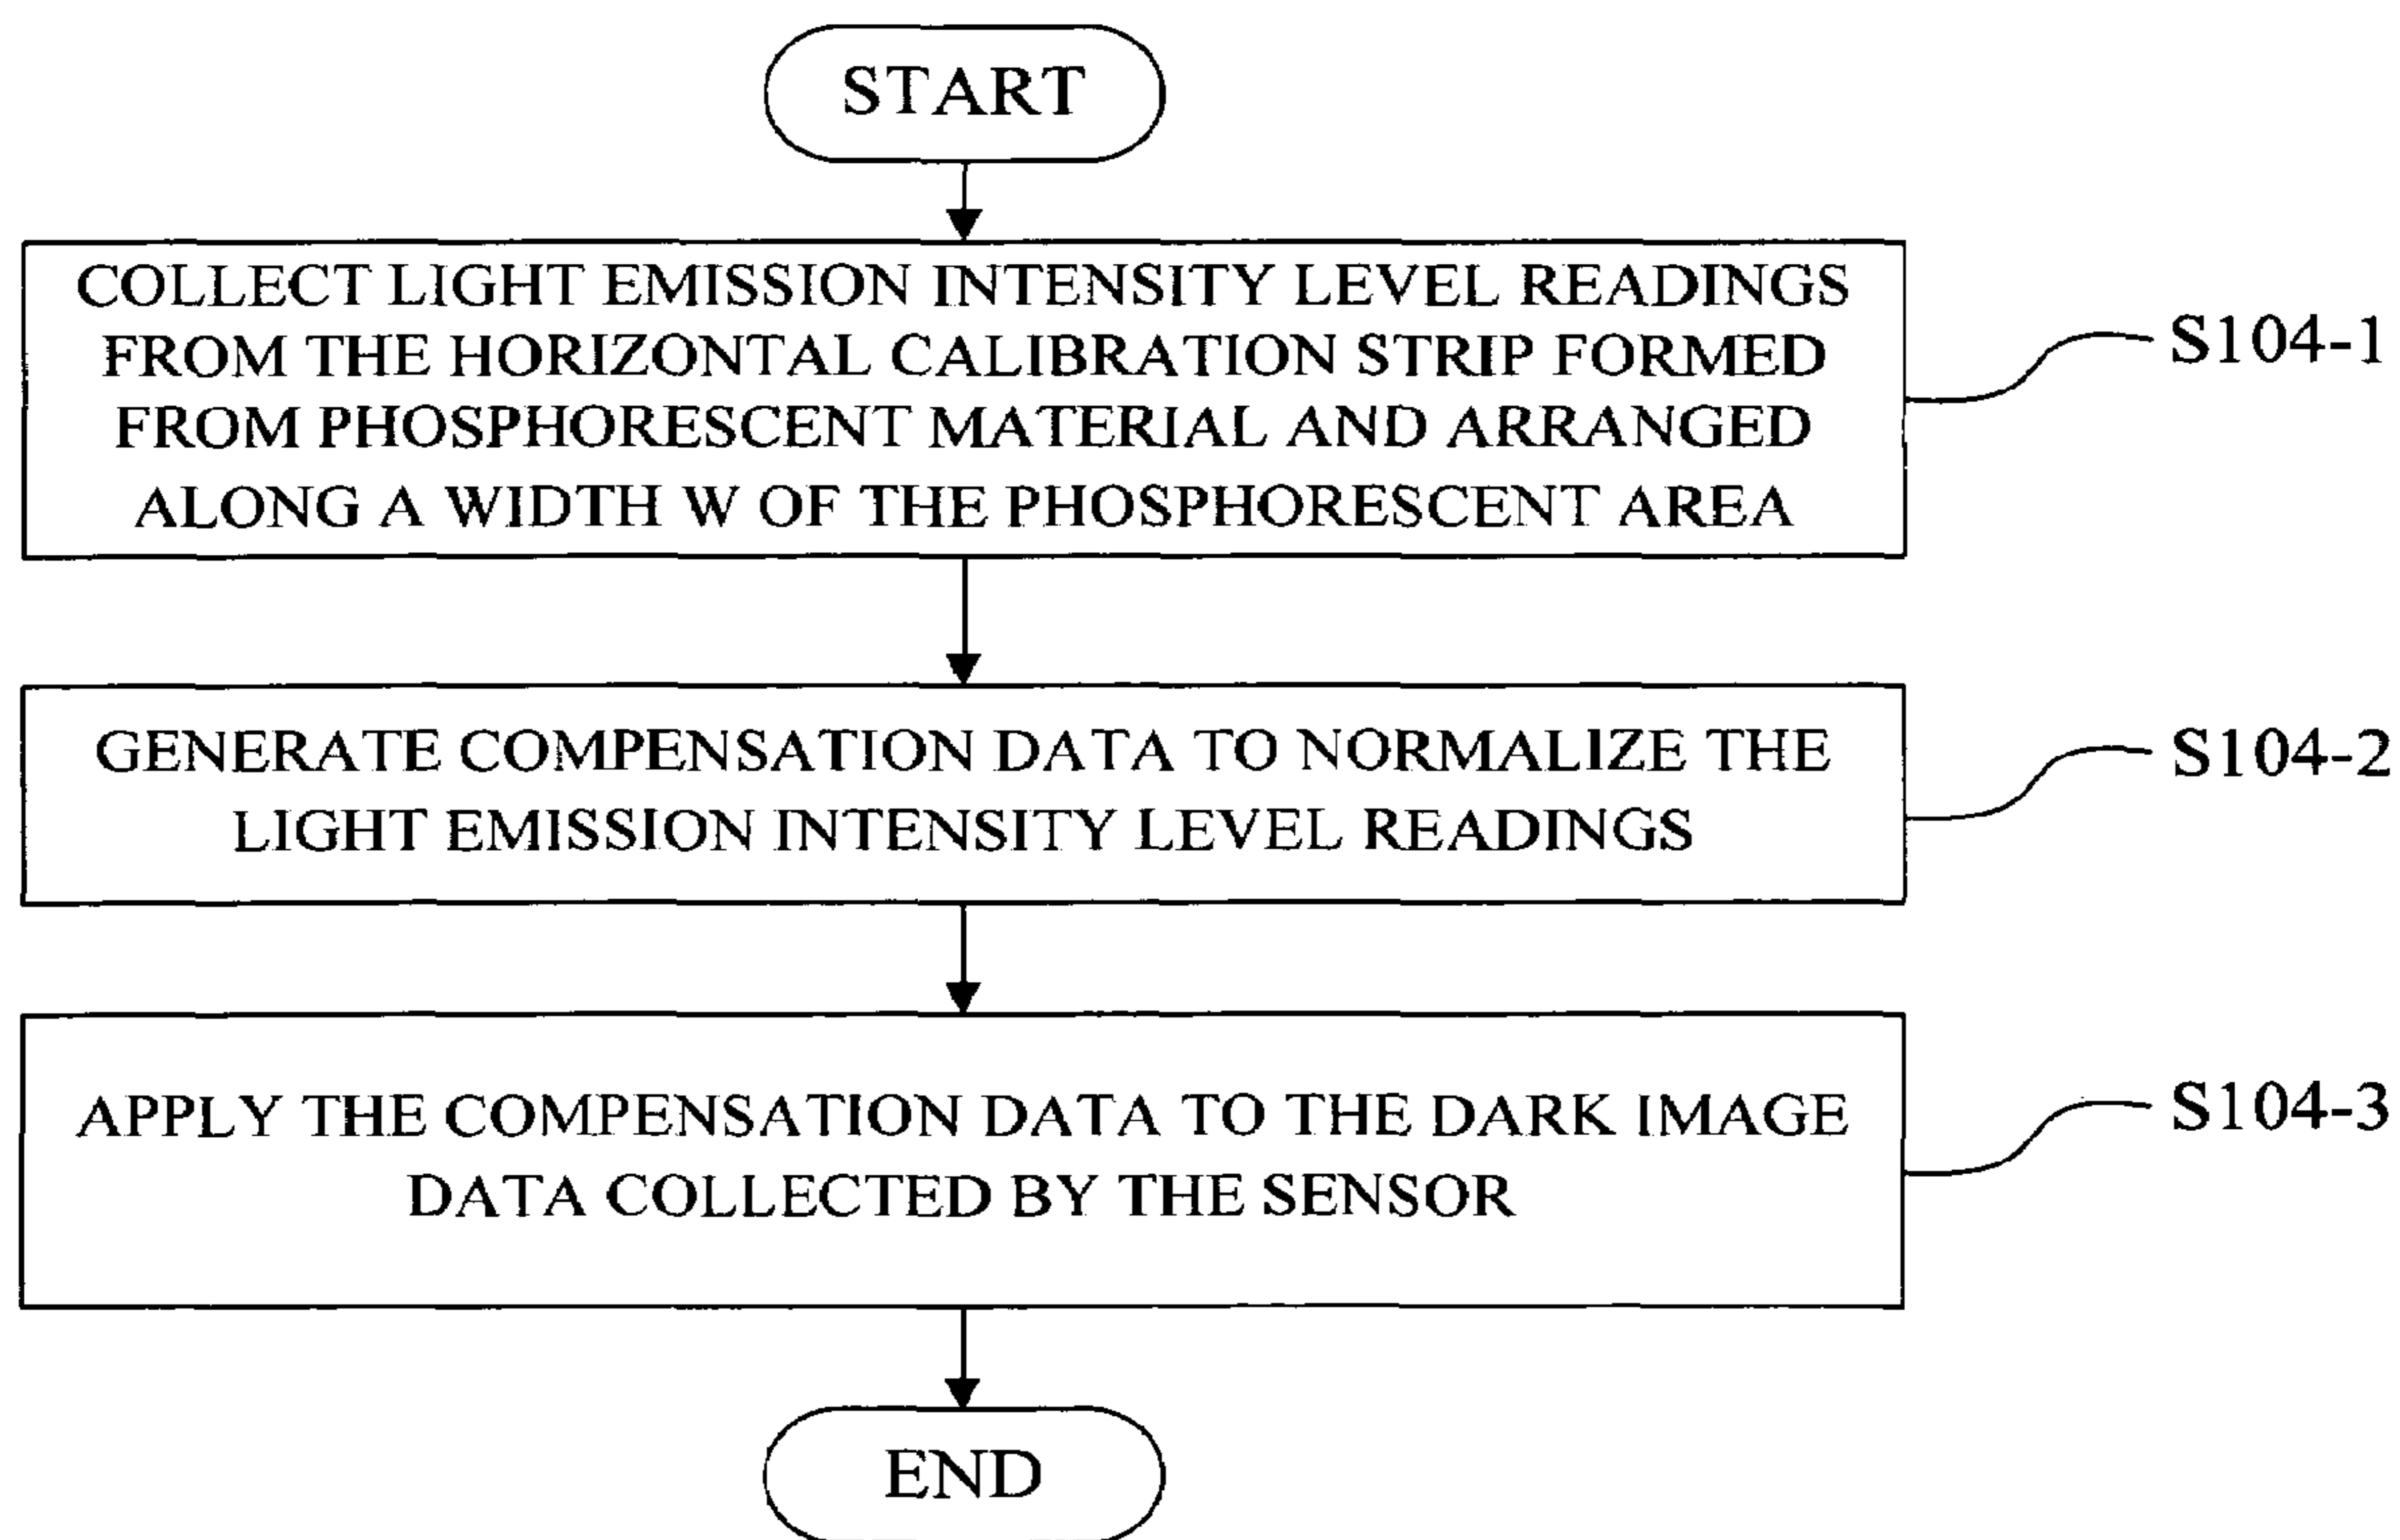 START
COLLECT LIGHT EMISSION INTENSITY LEVEL READINGS
FROM THE HORIZONTAL CALIBRATION STRIP FORMED
FROM PHOSPHORESCENT MATERIAL AND ARRANGED
ALONG A WIDTH W OF THE PHOSPHORESCENT AREA
S104-1
GENERATE COMPENSATION DATA TO NORMALIZE THE
LIGHT EMISSION INTENSITY LEVEL READINGS
S104-2
APPLY THE COMPENSATION DATA TO THE DARK IMAGE
DATA COLLECTED BY THE SENSOR
S104-3
END